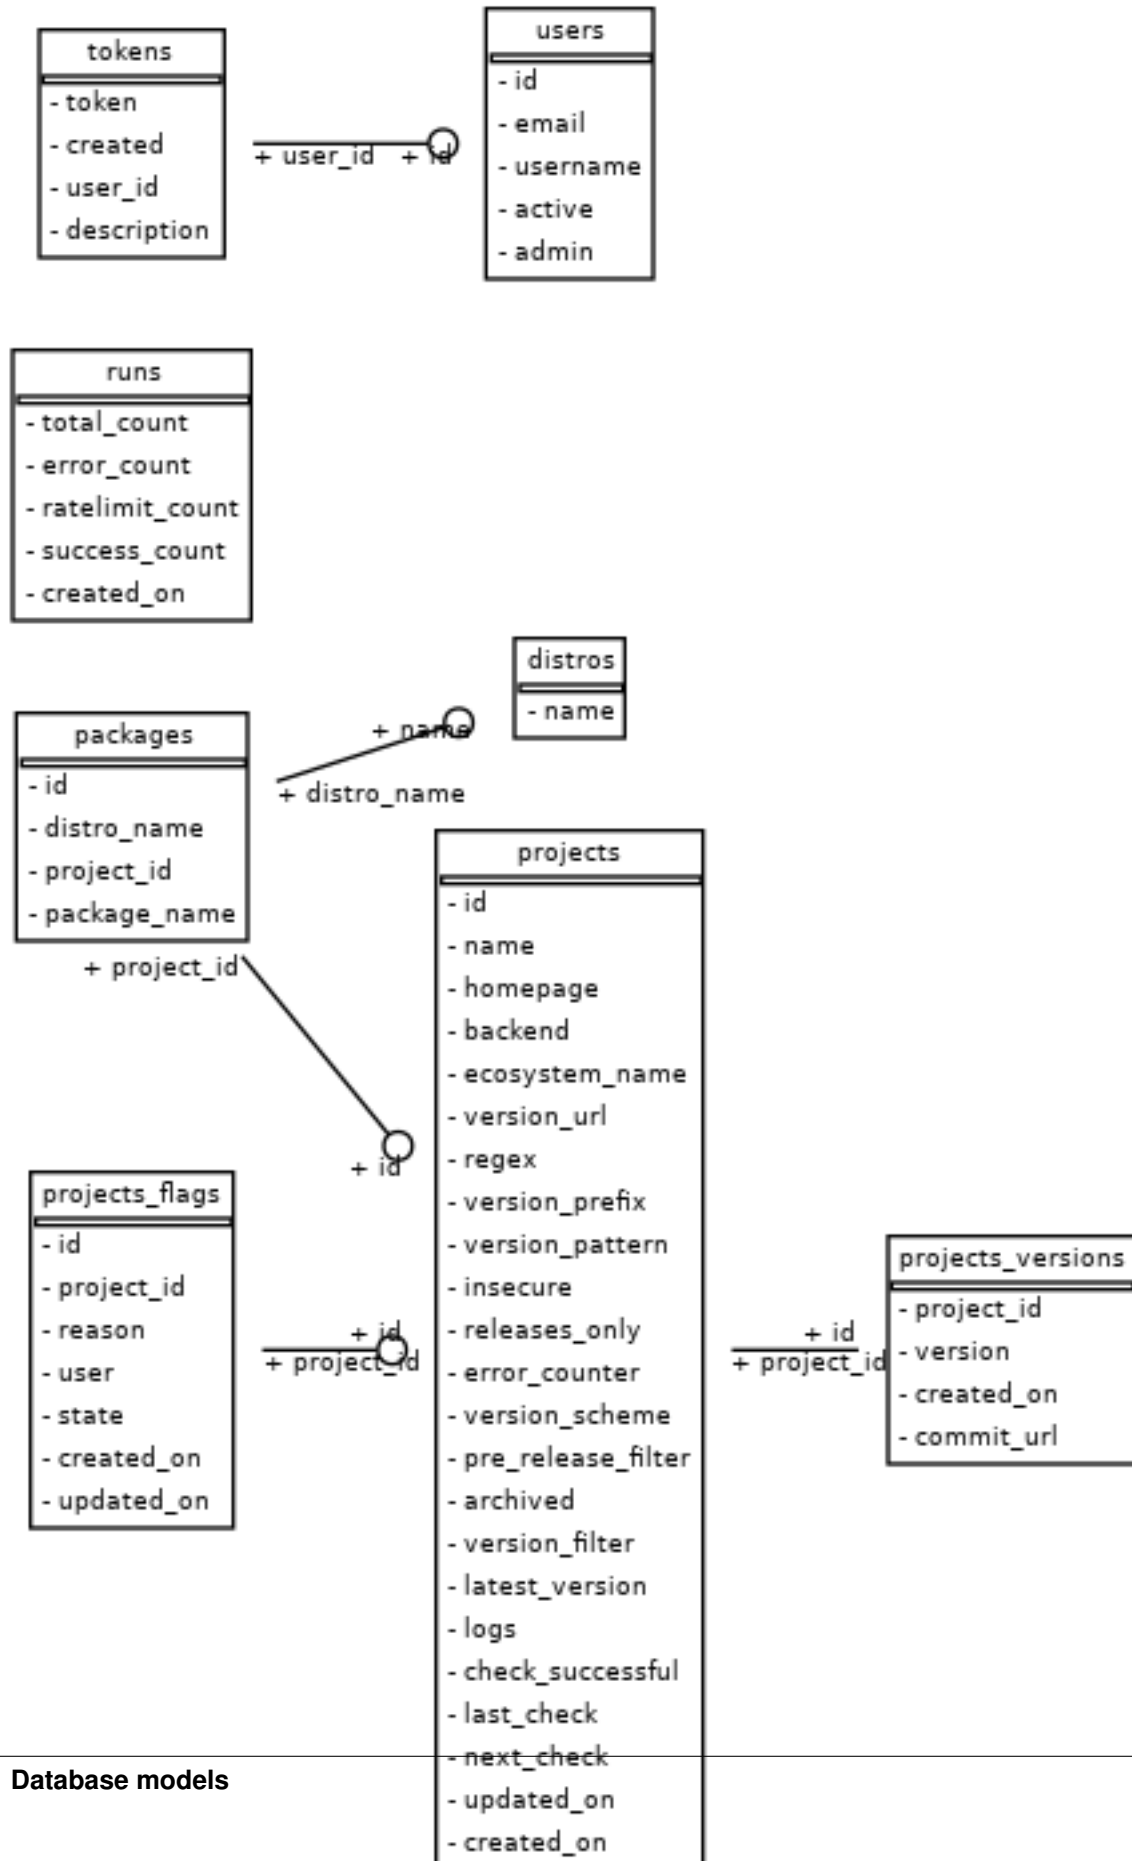 tokens
- token
- created
- user_id
- description
+ user_id + id
users
- id
- email
- username
- active
- admin
runs
- total_count
- error_count
- ratelimit_count
- success_count
- created_on
distros
- name
packages
- id
- distro_name
- project_id
- package_name
+ name
+ distro_name
+ project_id
+ id
projects
- id
- name
- homepage
- backend
- ecosystem_name
- version_url
- regex
- version_prefix
- version_pattern
- insecure
- releases_only
- error_counter
- version_scheme
- pre_release_filter
- archived
- version_filter
- latest_version
- logs
- check_successful
- last_check
- next_check
- updated_on
- created_on
projects_flags
- id
- project_id
- reason
- user
- state
- created_on
- updated_on
+ id
+ project_id
+ id
+ project_id
projects_versions
- project_id
- version
- created_on
- commit_url
Database models